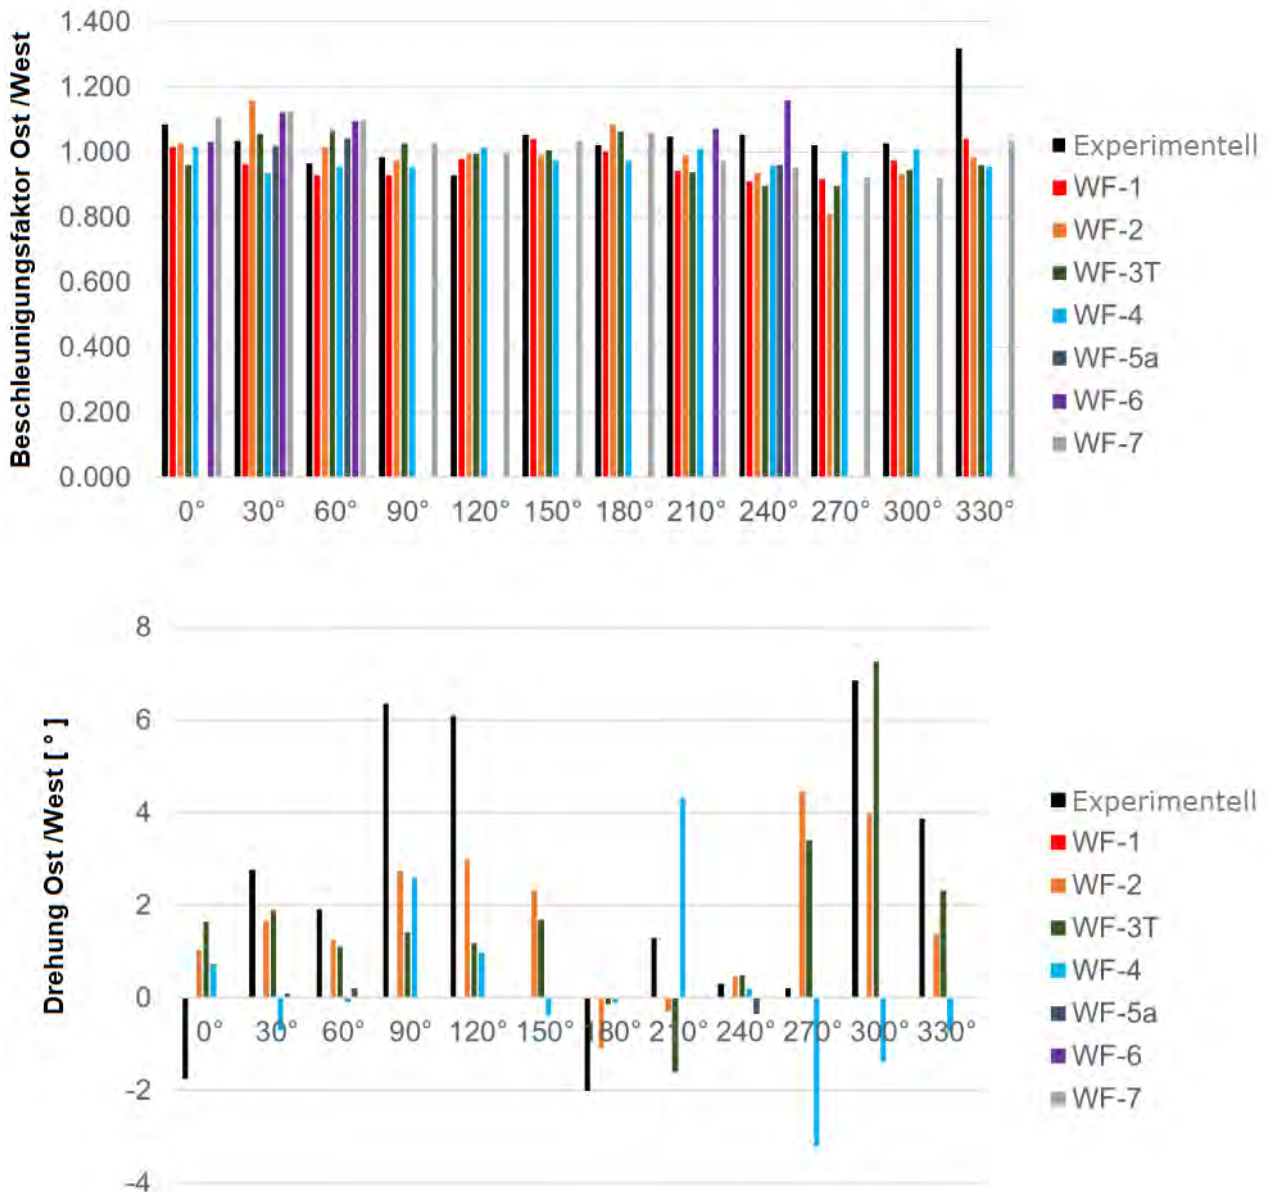 Beschleunigungsfaktor Ost /West
1.400
1.200
1.000
0.800
0.600
0.400
0.200
0.000
0° 30° 60° 90° 120° 150° 180° 210° 240° 270° 300° 330°
Experimentell
WF-1
WF-2
WF-3T
WF-4
WF-5a
WF-6
WF-7
Drehung Ost /West [ ° ]
8
6
4
2
0
-2
-4
0° 30° 60° 90° 120° 150° 180° 210° 240° 270° 300° 330°
Experimentell
WF-1
WF-2
WF-3T
WF-4
WF-5a
WF-6
WF-7